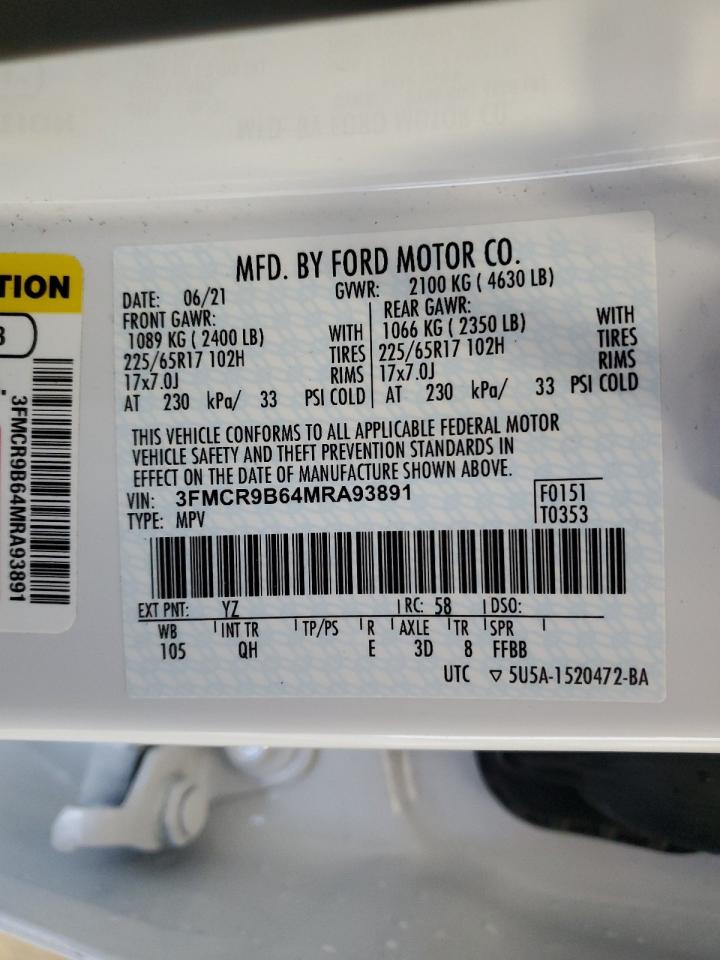 MFD. BY FORD MOTOR CO.
DATE: 06/21 GVWR: 2100 KG ( 4630 LB)
FRONT GAWR: REAR GAWR:
1089 KG ( 2400 LB) WITH 1066 KG ( 2350 LB) WITH
225/65R17 102H TIRES 225/65R17 102H TIRES
17x7.0J RIMS 17x7.0J RIMS
AT 230 kPa/ 33 PSI COLD AT 230 kPa/ 33 PSI COLD
THIS VEHICLE CONFORMS TO ALL APPLICABLE FEDERAL MOTOR
VEHICLE SAFETY AND THEFT PREVENTION STANDARDS IN
EFFECT ON THE DATE OF MANUFACTURE SHOWN ABOVE.
VIN: 3FMCR9B64MRA93891 F0151
TYPE: MPV T0353
EXT PNT: YZ RC: 58 DSO:
WB INT TR TP/PS R AXLE TR SPR
105 QH E 3D 8 FFBB
UTC ▽ 5U5A-1520472-BA
TION
3FMCR9B64MRA93891